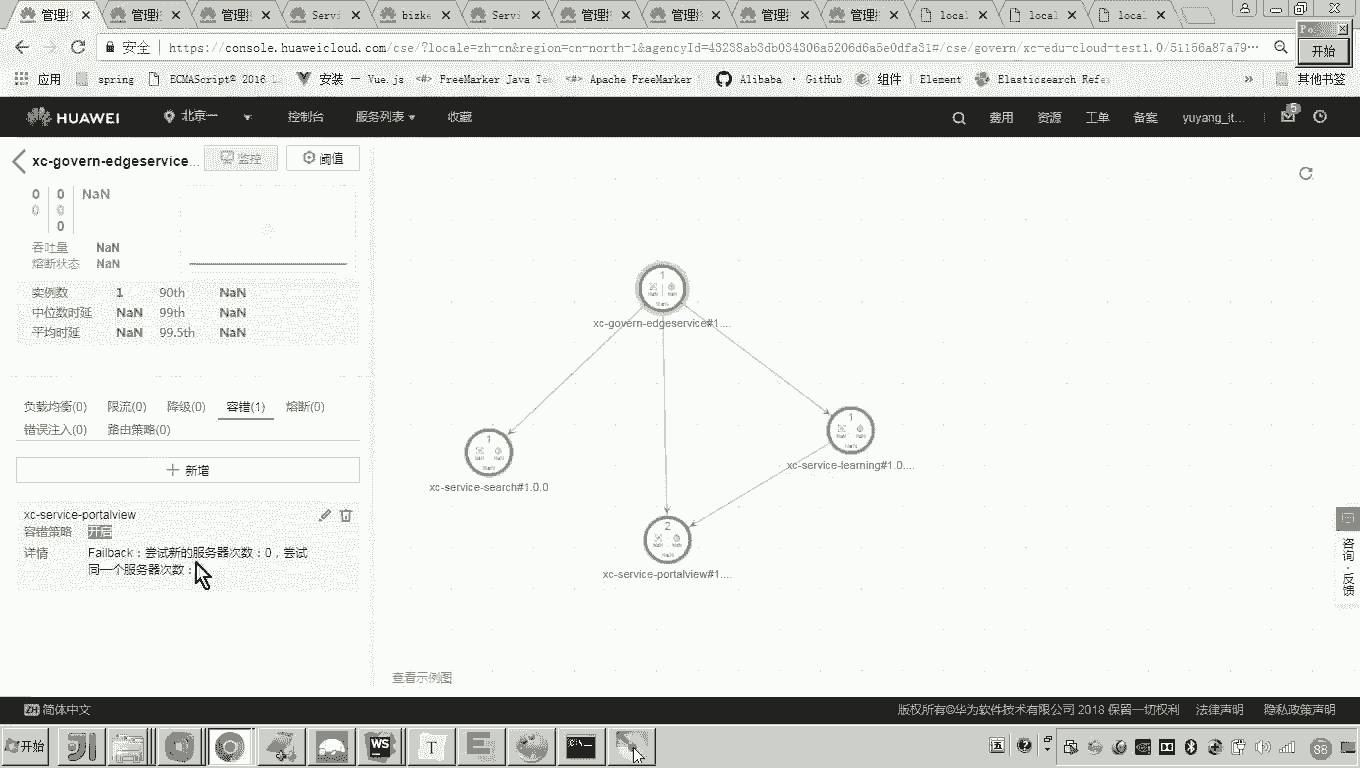 管理控
管理控
管理控
Servi
bizke
Servi
管理控
管理控
管理控
管理控
local
local
local
安全
https://console.huaweicloud.com/cse/?locale=zh-cn&region=cn-north-1&agencyId=43238ab3db034306a5206d6a5e0dfa31#/cse/govern/xc-edu-cloud-test1.0/51156a87a79…
开始
应用
spring
ECMAScript® 2016 L
安装 — Vue.js
FreeMarker Java Te
Apache FreeMarker
Alibaba · GitHub
组件 | Element
Elasticsearch Refe
»
其他书签
HUAWEI
北京一
控制台
服务列表
收藏
费用
资源
工单
备案
yuyang_it...
5
xc-govern-edgeservice...
监控
阈值
0 0 NaN
0 0
0
吞吐量 NaN
熔断状态 NaN
实例数 1 90th NaN
中位数时延 NaN 99th NaN
平均时延 NaN 99.5th NaN
负载均衡(0) 限流(0) 降级(0) 容错(1) 熔断(0)
错误注入(0) 路由策略(0)
新增
xc-service-portalview
容错策略 开启
详情 Failback：尝试新的服务器次数：0，尝试
同一个服务器次数：
1
xc-govern-edgeservice#1....
1
xc-service-search#1.0.0
1
xc-service-learning#1.0....
2
xc-service-portalview#1....
查看示例图
咨询·反馈
ZH 简体中文
版权所有©华为软件技术有限公司 2018 保留一切权利
法律声明
隐私政策声明
开始
WS
T
88